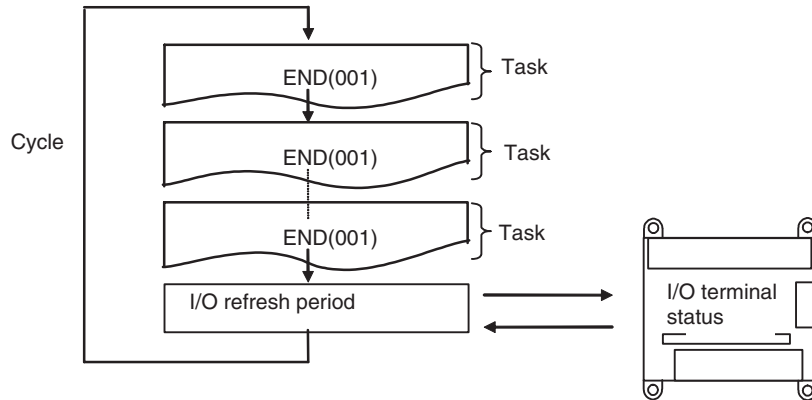 END(001)
Task
Cycle
END(001)
Task
END(001)
Task
I/O refresh period
I/O terminal
status